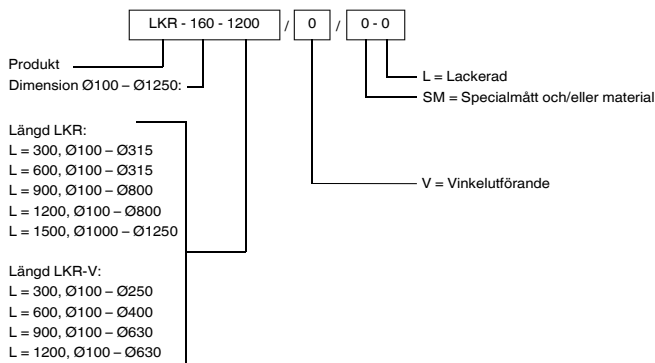 LKR - 160 - 1200 / 0 / 0 - 0
Produkt
Dimension Ø100 – Ø1250:
L = Lackerad
SM = Specialmått och/eller material
Längd LKR:
L = 300, Ø100 – Ø315
L = 600, Ø100 – Ø315
L = 900, Ø100 – Ø800
L = 1200, Ø100 – Ø800
L = 1500, Ø1000 – Ø1250
V = Vinkelutförande
Längd LKR-V:
L = 300, Ø100 – Ø250
L = 600, Ø100 – Ø400
L = 900, Ø100 – Ø630
L = 1200, Ø100 – Ø630